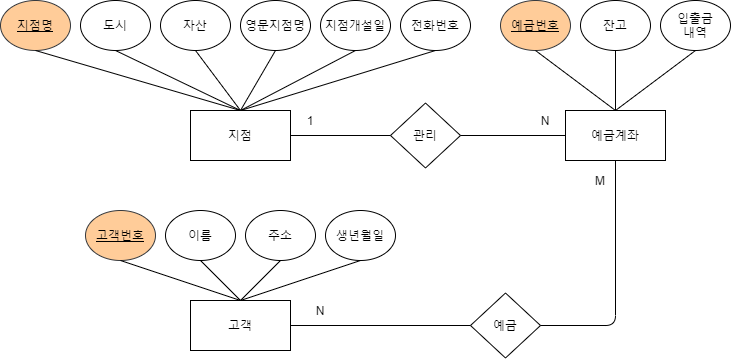 지점명
도시
자산
영문지점명
지점개설일
전화번호
예금번호
잔고
입출금
내역
지점
1
관리
N
예금계좌
M
고객번호
이름
주소
생년월일
고객
N
예금